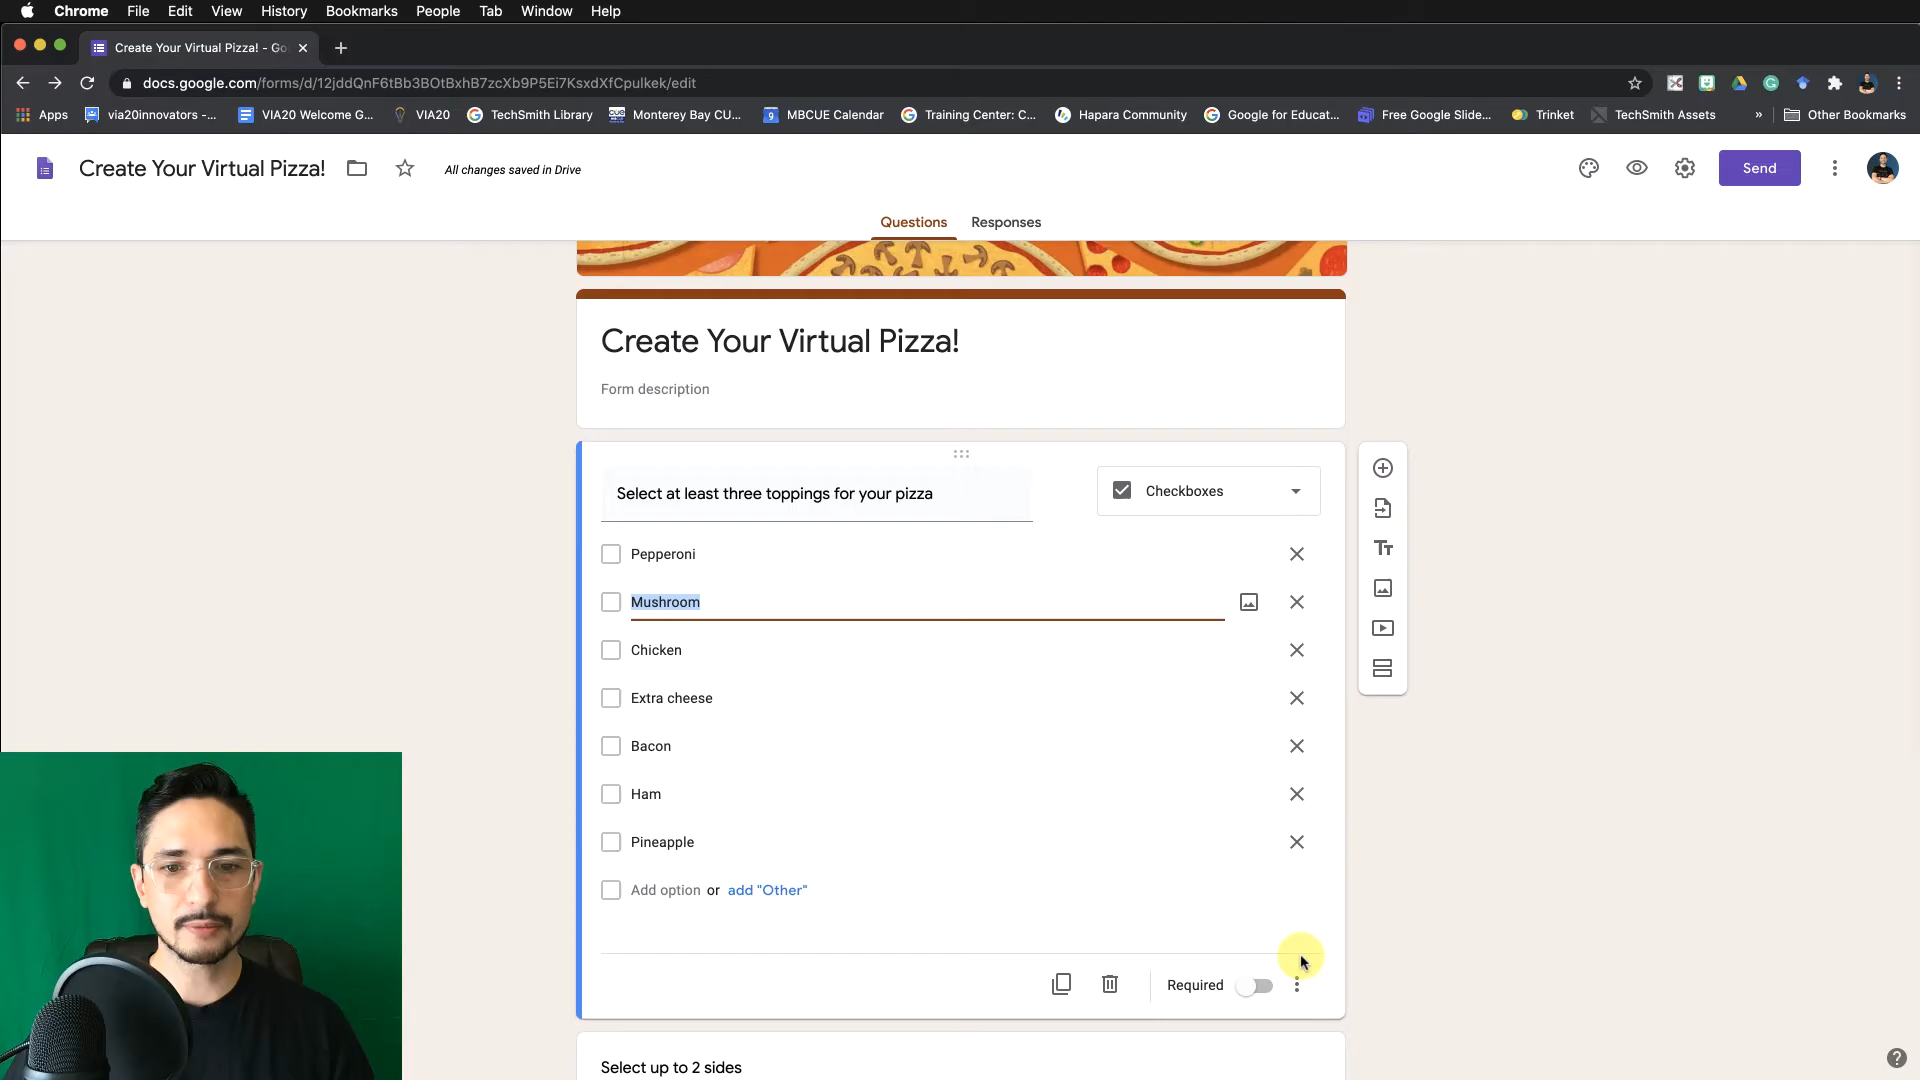 Chrome File Edit View History Bookmarks People Tab Window Help
Create Your Virtual Pizza! - Go
docs.google.com/forms/d/12jddQnF6tBb3BOtBxhB7zcXb9P5Ei7KsxdXfCpulkek/edit
Apps via20innovators -... VIA20 Welcome G... VIA20 TechSmith Library Monterey Bay CU... MBCUE Calendar Training Center: C... Hapara Community Google for Educat... Free Google Slide... Trinket TechSmith Assets » Other Bookmarks
Create Your Virtual Pizza! All changes saved in Drive Send
Questions Responses
Create Your Virtual Pizza!
Form description
Select at least three toppings for your pizza Checkboxes
Pepperoni
Mushroom
Chicken
Extra cheese
Bacon
Ham
Pineapple
Add option or add "Other"
Required
Select up to 2 sides